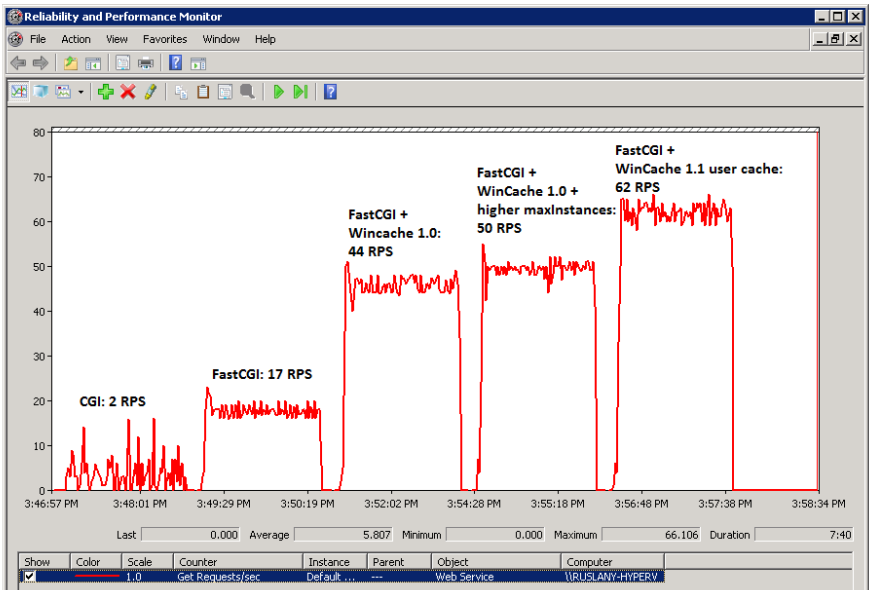 Reliability and Performance Monitor
File Action View Favorites Window Help
80
70
60
50
40
30
20
10
0
CGI: 2 RPS
FastCGI: 17 RPS
FastCGI +
Wincache 1.0:
44 RPS
FastCGI +
WinCache 1.0 +
higher maxInstances:
50 RPS
FastCGI +
WinCache 1.1 user cache:
62 RPS
3:46:57 PM 3:48:01 PM 3:49:29 PM 3:50:19 PM 3:52:02 PM 3:54:28 PM 3:55:18 PM 3:56:48 PM 3:57:38 PM 3:58:34 PM
Last 0.000 Average 5.807 Minimum 0.000 Maximum 66.106 Duration 7:40
Show Color Scale Counter Instance Parent Object Computer
1.0 Get Requests/sec Default ... --- Web Service \\RUSLANY-HYPERV